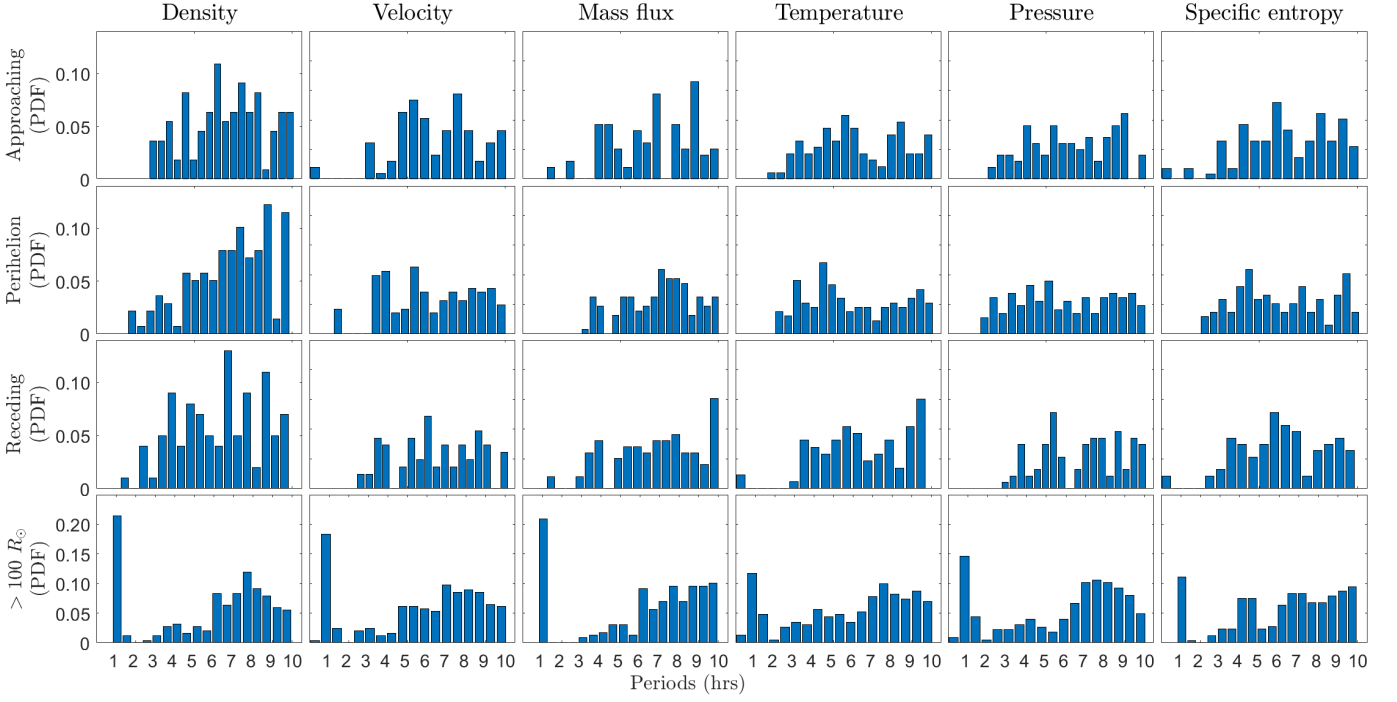 Density Velocity Mass flux Temperature Pressure Specific entropy
Approaching
(PDF)
0.10
0.05
0
Perihelion
(PDF)
0.10
0.05
0
Receding
(PDF)
0.10
0.05
0
> 100 R☉
(PDF)
0.20
0.15
0.10
0.05
0
1 2 3 4 5 6 7 8 9 10 1 2 3 4 5 6 7 8 9 10 1 2 3 4 5 6 7 8 9 10 1 2 3 4 5 6 7 8 9 10 1 2 3 4 5 6 7 8 9 10 1 2 3 4 5 6 7 8 9 10
Periods (hrs)